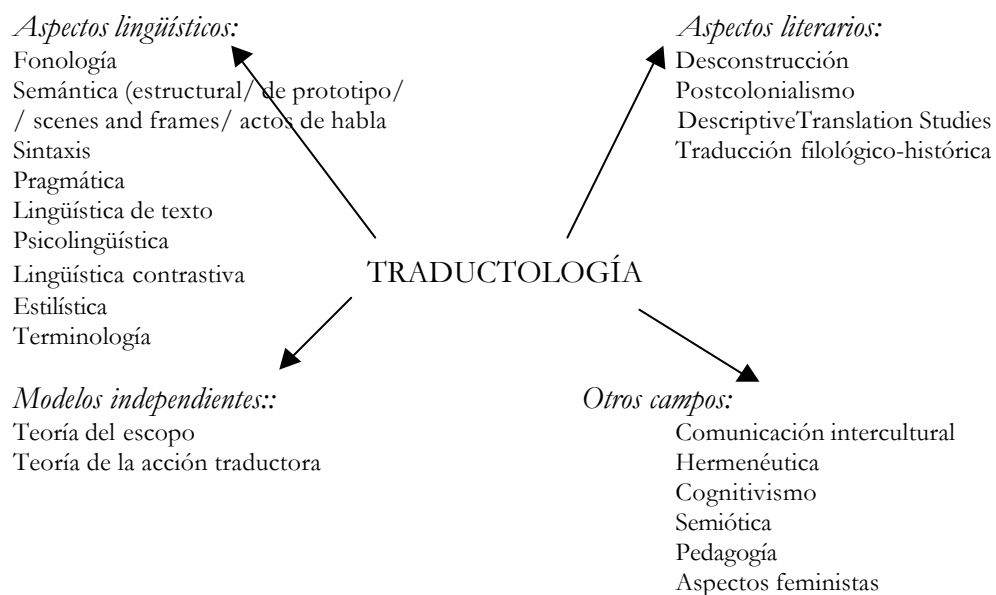 Aspectos lingüísticos:
Fonología
Semántica (estructural/ de prototipo/
/ scenes and frames/ actos de habla
Sintaxis
Pragmática
Lingüística de texto
Psicolingüística
Lingüística contrastiva
Estilística
Terminología
Aspectos literarios:
Desconstrucción
Postcolonialismo
DescriptiveTranslation Studies
Traducción filológico-histórica
TRADUCTOLOGÍA
Modelos independientes::
Teoría del escopo
Teoría de la acción traductora
Otros campos:
Comunicación intercultural
Hermenéutica
Cognitivismo
Semiótica
Pedagogía
Aspectos feministas